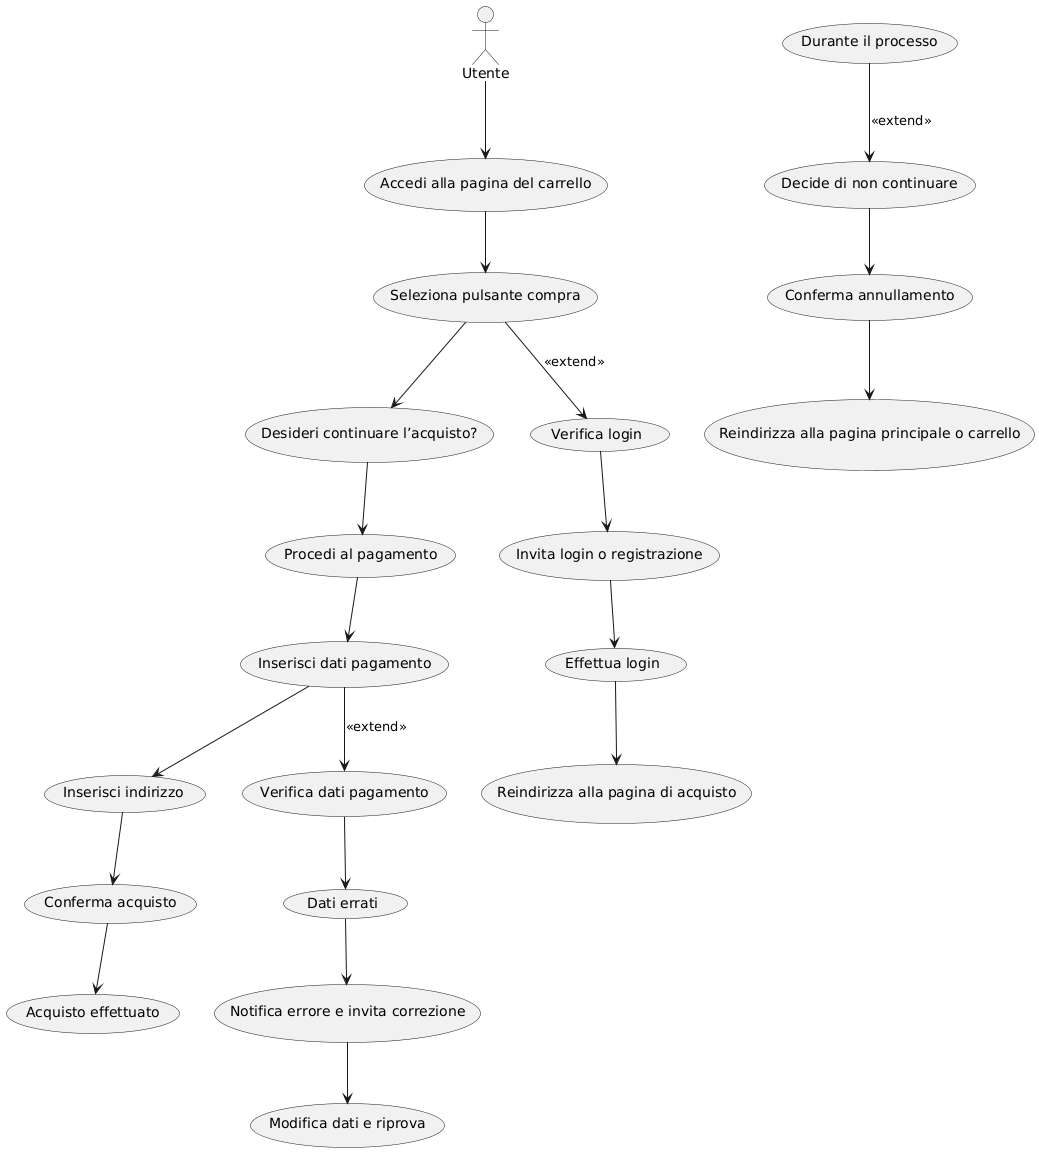 Utente
Durante il processo
«extend»
Accedi alla pagina del carrello
Decide di non continuare
Seleziona pulsante compra
Conferma annullamento
«extend»
Desideri continuare l’acquisto?
Verifica login
Reindirizza alla pagina principale o carrello
Procedi al pagamento
Invita login o registrazione
Inserisci dati pagamento
Effettua login
«extend»
Inserisci indirizzo
Verifica dati pagamento
Reindirizza alla pagina di acquisto
Conferma acquisto
Dati errati
Acquisto effettuato
Notifica errore e invita correzione
Modifica dati e riprova